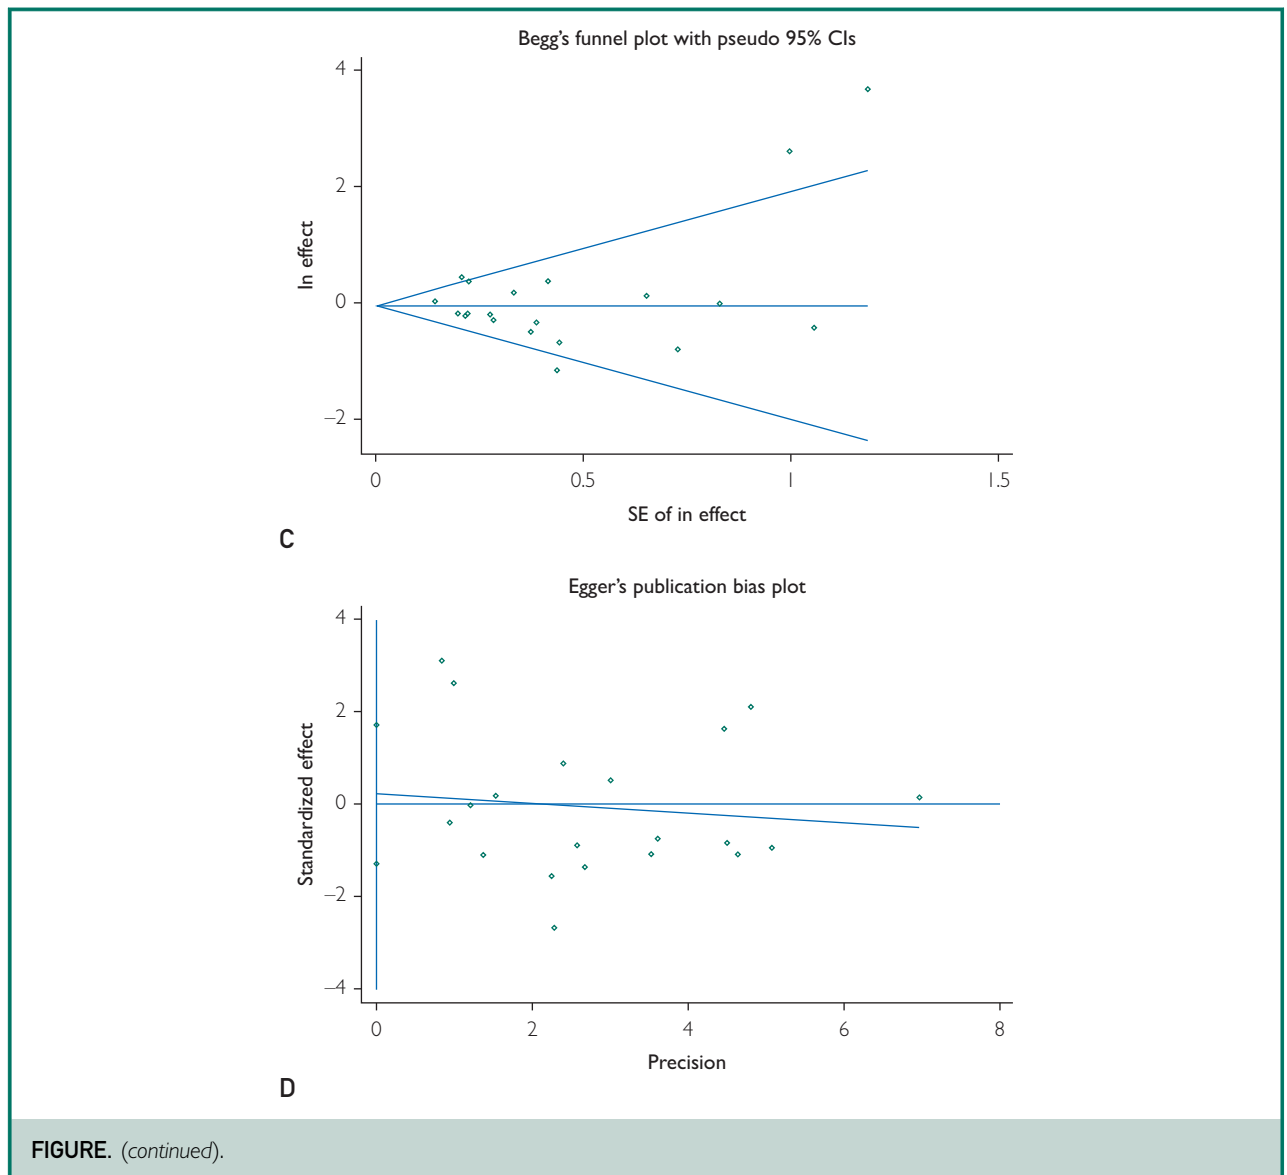 Begg's funnel plot with pseudo 95% CIs
4
2
0
–2
In effect
0
0.5
1
1.5
SE of in effect
C
Egger's publication bias plot
4
2
0
–2
–4
Standardized effect
0
2
4
6
8
Precision
D
FIGURE. (continued).